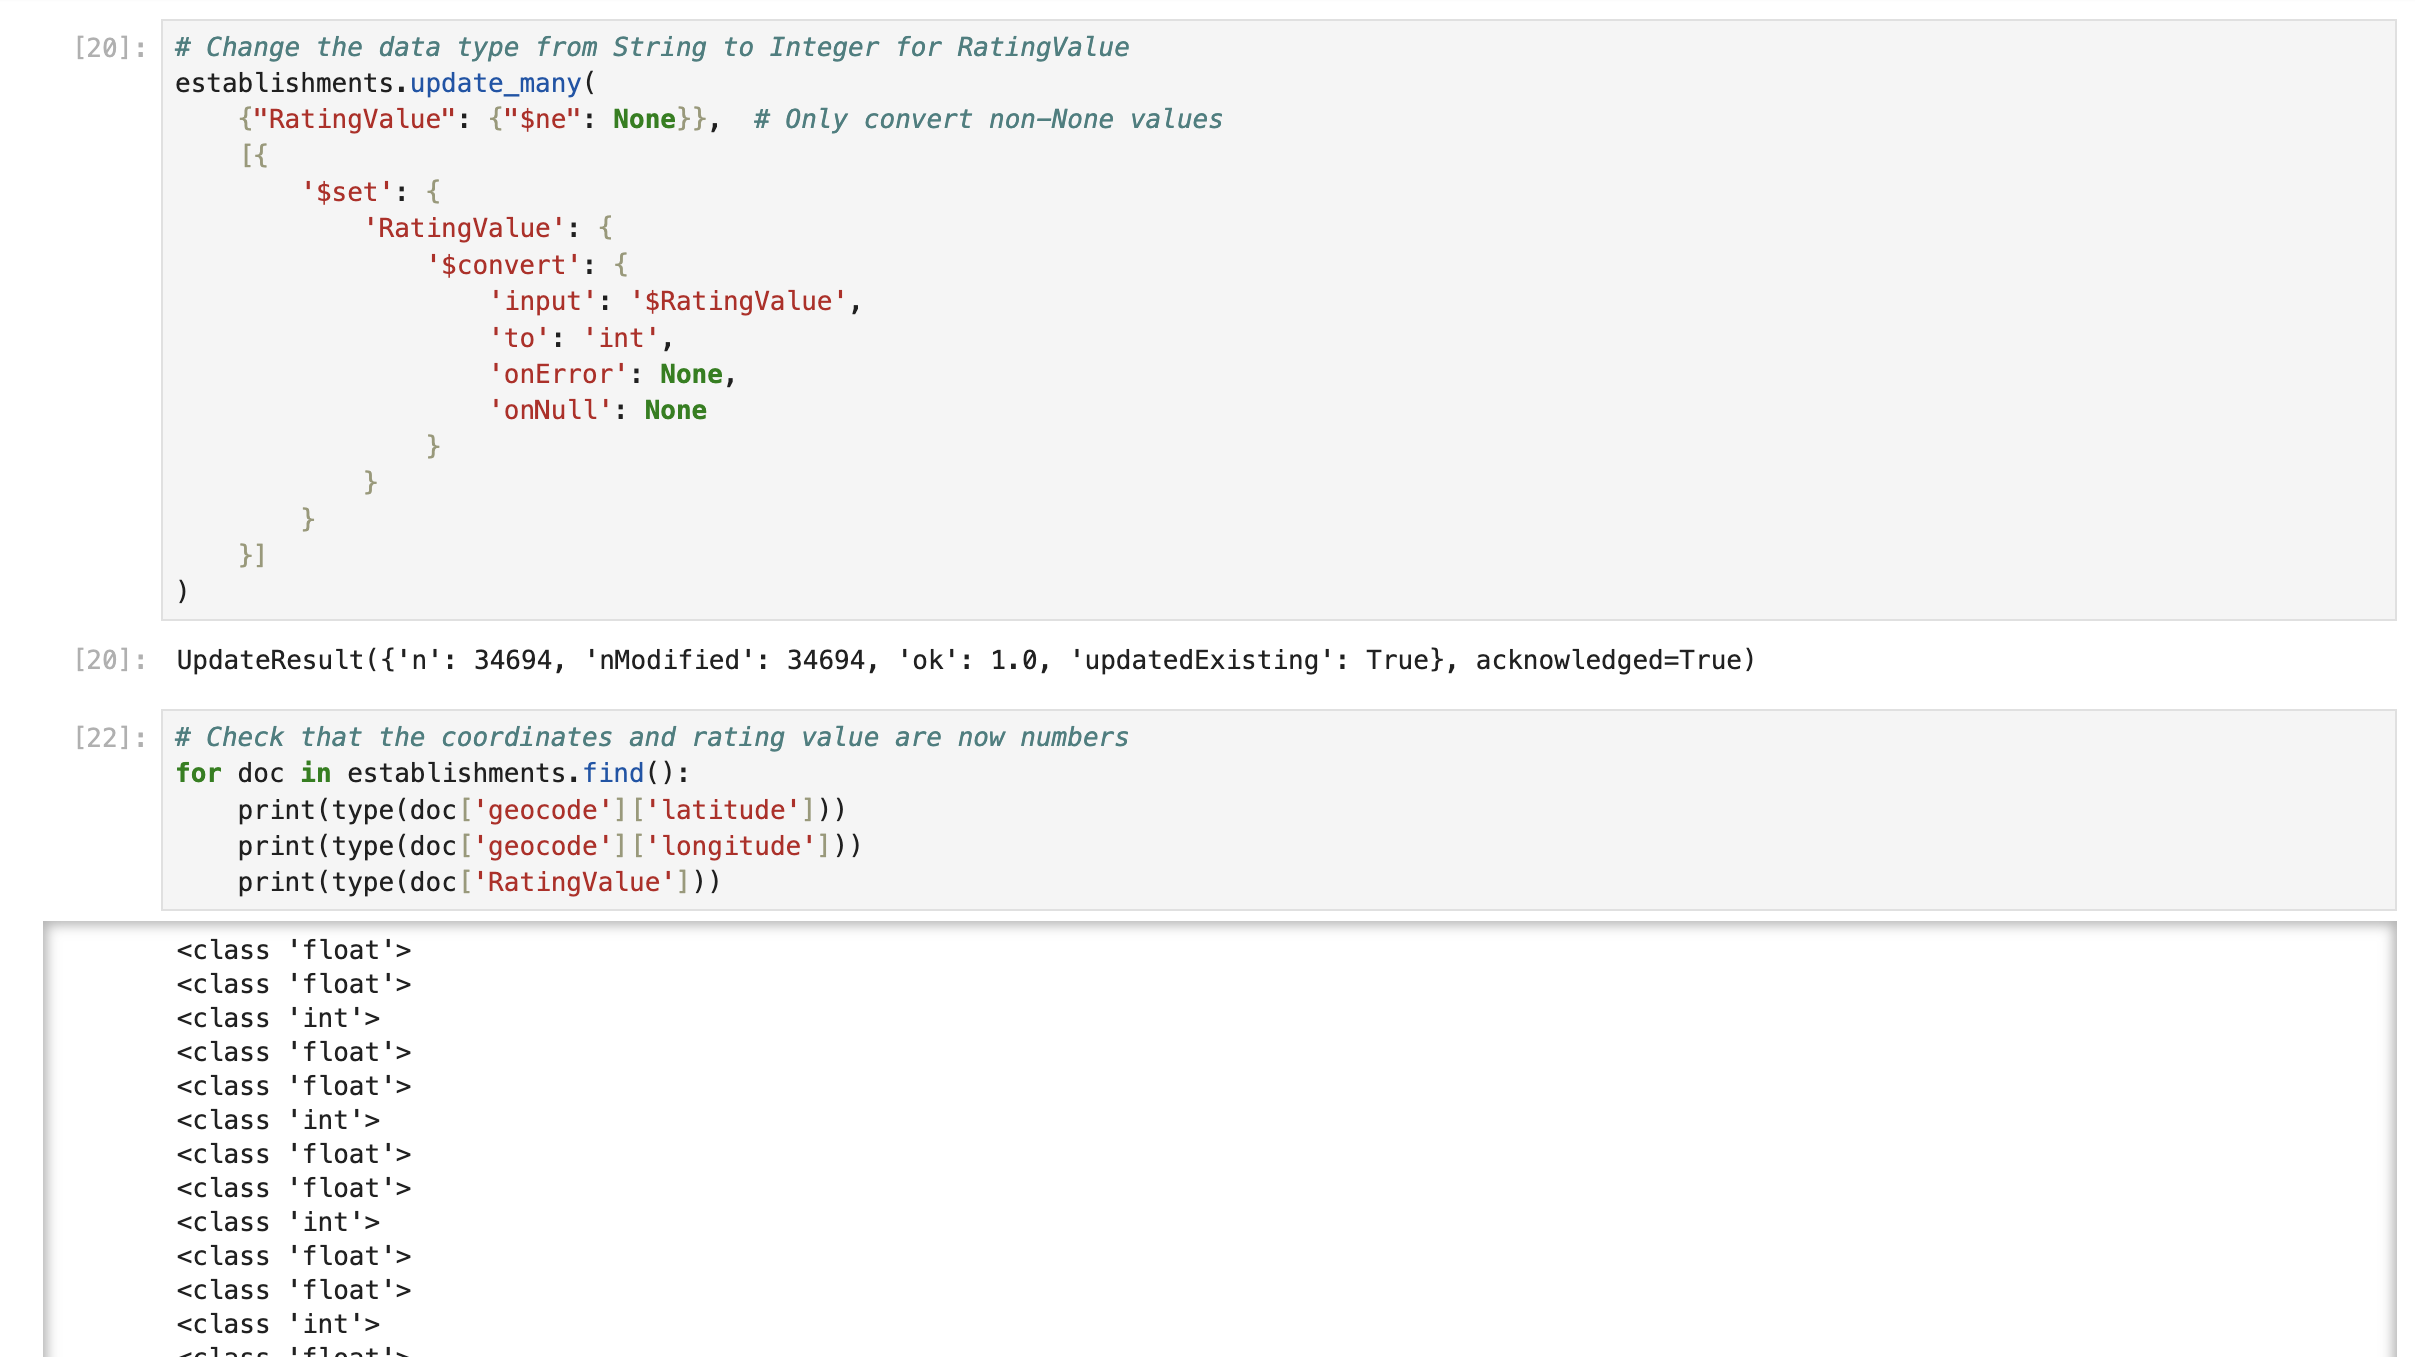 [20]: # Change the data type from String to Integer for RatingValue
establishments.update_many(
    {"RatingValue": {"$ne": None}},  # Only convert non-None values
    [{
        '$set': {
            'RatingValue': {
                '$convert': {
                    'input': '$RatingValue',
                    'to': 'int',
                    'onError': None,
                    'onNull': None
                }
            }
        }
    }]
)
[20]: UpdateResult({'n': 34694, 'nModified': 34694, 'ok': 1.0, 'updatedExisting': True}, acknowledged=True)
[22]: # Check that the coordinates and rating value are now numbers
for doc in establishments.find():
    print(type(doc['geocode']['latitude']))
    print(type(doc['geocode']['longitude']))
    print(type(doc['RatingValue']))
<class 'float'>
<class 'float'>
<class 'int'>
<class 'float'>
<class 'float'>
<class 'int'>
<class 'float'>
<class 'float'>
<class 'int'>
<class 'float'>
<class 'float'>
<class 'int'>
<class 'float'>